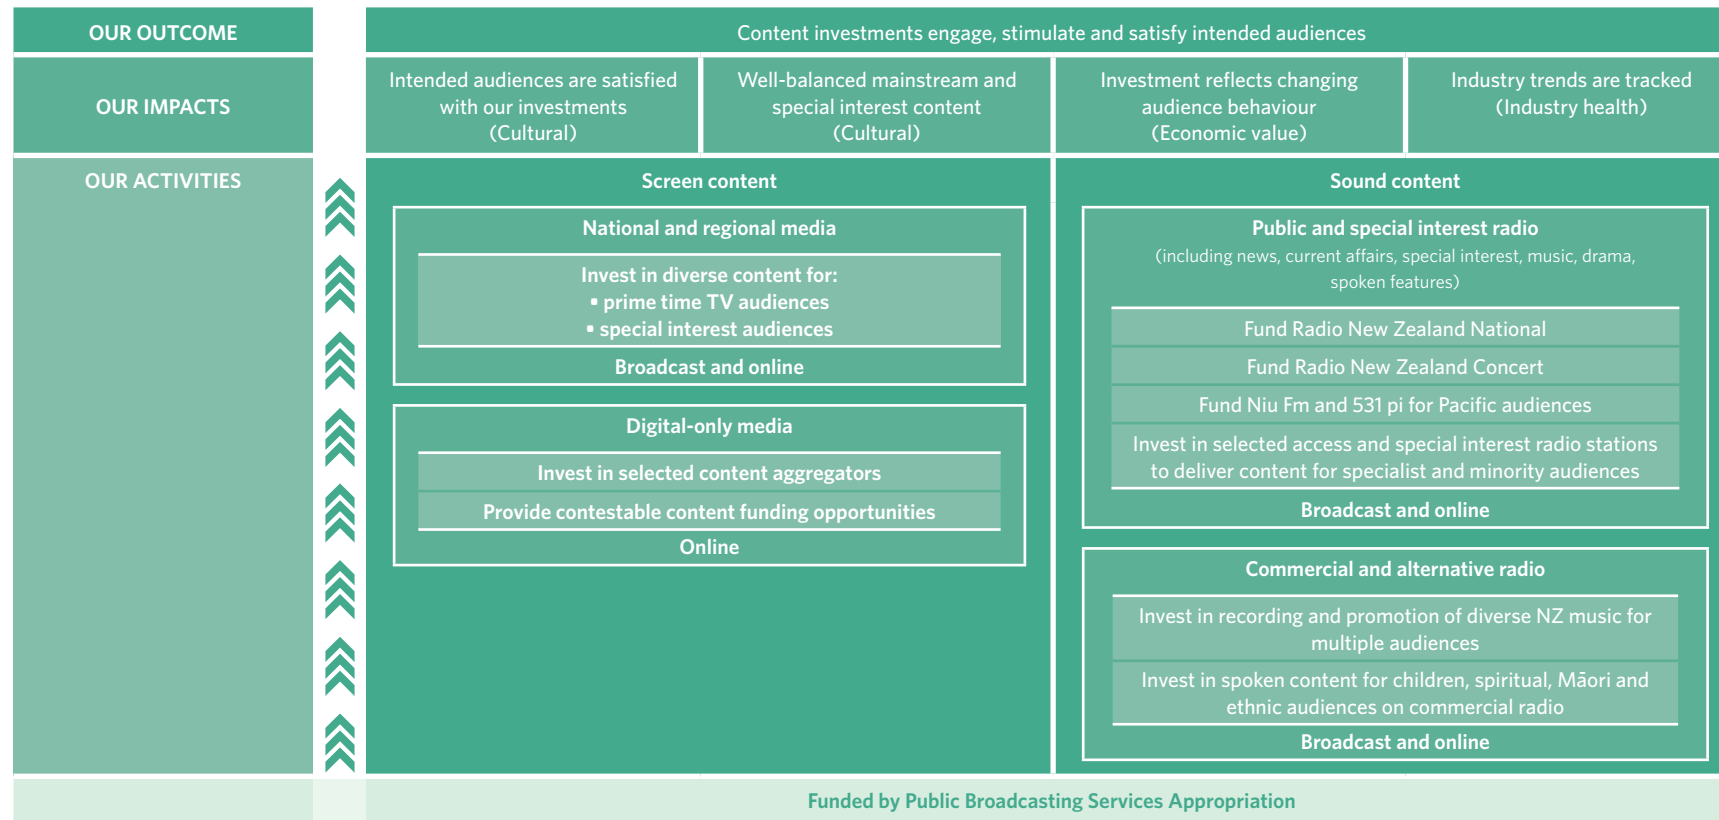 OUR OUTCOME
Content investments engage, stimulate and satisfy intended audiences
OUR IMPACTS
Intended audiences are satisfied
with our investments
(Cultural)
Well-balanced mainstream and
special interest content
(Cultural)
Investment reflects changing
audience behaviour
(Economic value)
Industry trends are tracked
(Industry health)
OUR ACTIVITIES
Screen content
National and regional media
Invest in diverse content for:
• prime time TV audiences
• special interest audiences
Broadcast and online
Digital-only media
Invest in selected content aggregators
Provide contestable content funding opportunities
Online
Sound content
Public and special interest radio
(including news, current affairs, special interest, music, drama,
spoken features)
Fund Radio New Zealand National
Fund Radio New Zealand Concert
Fund Niu Fm and 531 pi for Pacific audiences
Invest in selected access and special interest radio stations
to deliver content for specialist and minority audiences
Broadcast and online
Commercial and alternative radio
Invest in recording and promotion of diverse NZ music for
multiple audiences
Invest in spoken content for children, spiritual, Māori and
ethnic audiences on commercial radio
Broadcast and online
Funded by Public Broadcasting Services Appropriation